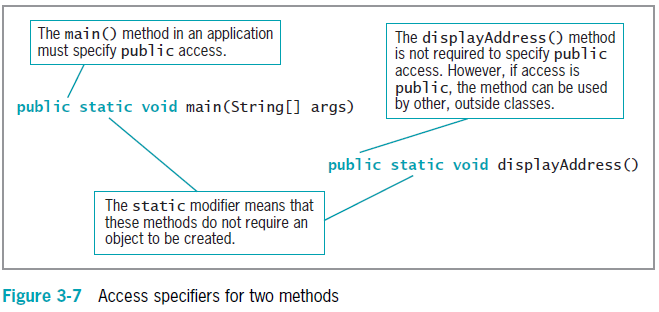 The main() method in an application
must specify public access.
The displayAddress() method
is not required to specify public
access. However, if access is
public, the method can be used
by other, outside classes.
public static void main(String[] args)
public static void displayAddress()
The static modifier means that
these methods do not require an
object to be created.
Figure 3-7 Access specifiers for two methods